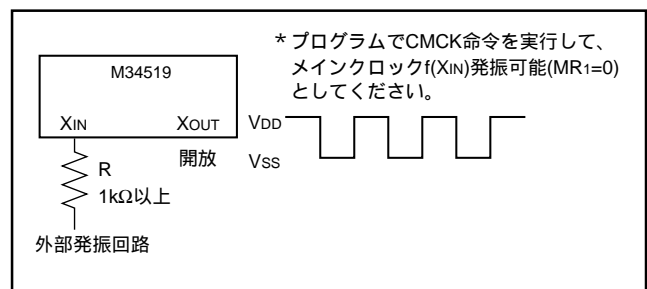 * プログラムでCMCK命令を実行して、
メインクロックf(XIN)発振可能(MR1=0)
としてください。
M34519
XIN
XOUT
VDD
開放
VSS
R
1kΩ以上
外部発振回路